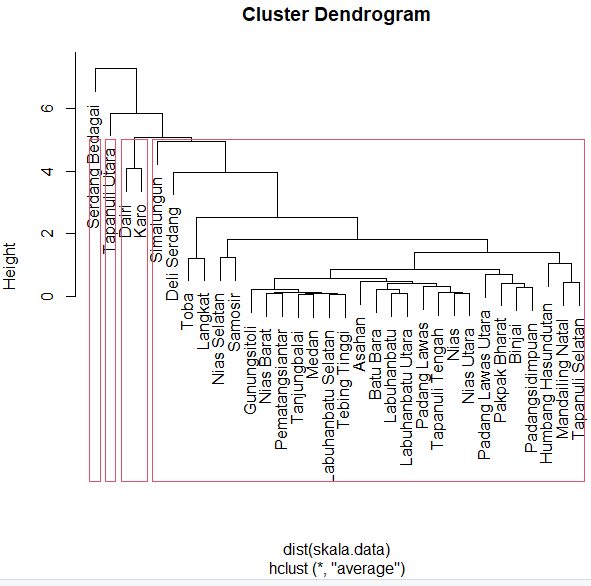 Cluster Dendrogram
Height
6
4
2
0
Serdang Bedagai
Tapanuli Utara
Dairi
Karo
Simalungun
Deli Serdang
Toba
Langkat
Nias Selatan
Samosir
Gunungsitoli
Nias Barat
Pematangsiantar
Tanjungbalai
Medan
Labuhanbatu Selatan
Tebing Tinggi
Asahan
Batu Bara
Labuhanbatu
Labuhanbatu Utara
Padang Lawas
Tapanuli Tengah
Nias
Nias Utara
Padang Lawas Utara
Pakpak Bharat
Binjai
Padangsidimpuan
Humbang Hasundutan
Mandailing Natal
Tapanuli Selatan
dist(skala.data)
hclust (*, "average")